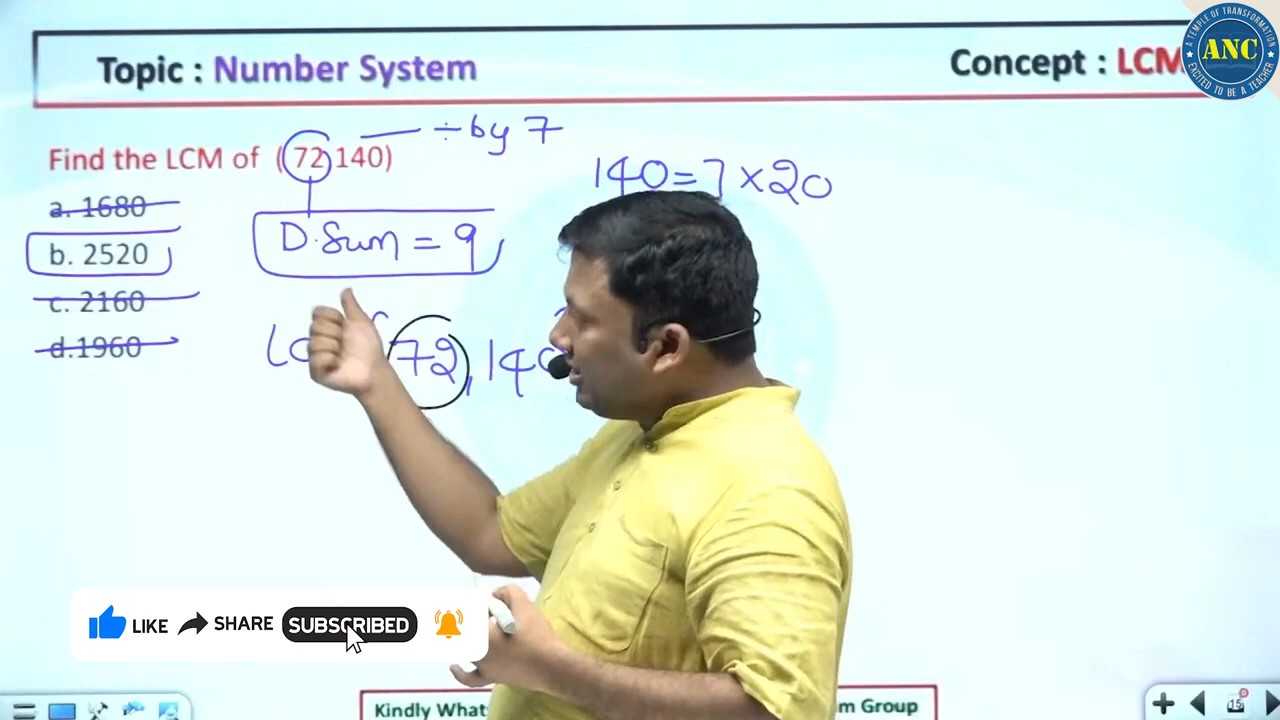 Topic : Number System
Concept : LCM
A TEMPLE OF TRANSFORMATION
ANC
EXCITED TO BE A TEACHER
Find the LCM of (72,140)
÷ by 7
a. 1680
b. 2520
c. 2160
d.1960
140=7×20
D.Sum = 9
72,140
LIKE
SHARE
SUBSCRIBED
Kindly
Group
15